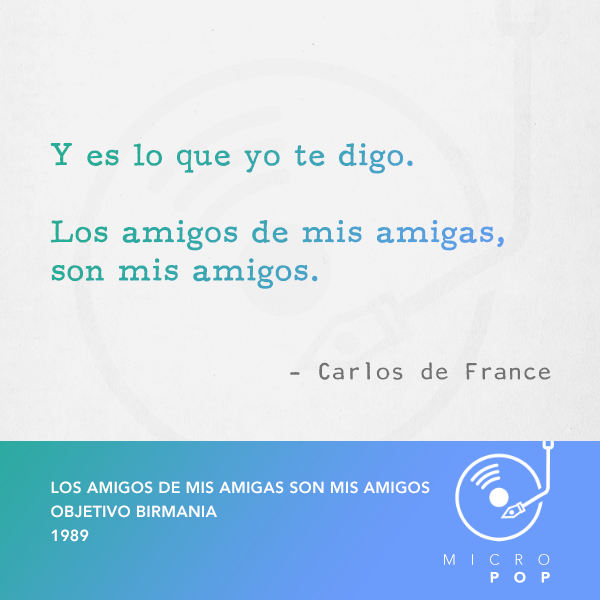 Y es lo que yo te digo.
Los amigos de mis amigas,
son mis amigos.
– Carlos de France
LOS AMIGOS DE MIS AMIGAS SON MIS AMIGOS
OBJETIVO BIRMANIA
1989
MICRO
POP